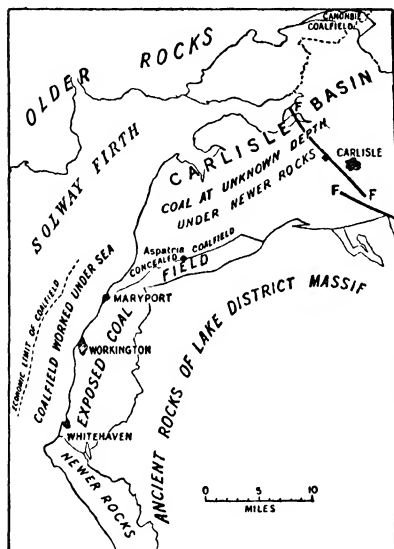 CANONBIE
COALFIELD
OLDER ROCKS
CARLISLE BASIN
F
COAL AT UNKNOWN DEPTH
UNDER NEWER ROCKS
CARLISLE
F
F
SOLWAY FIRTH
Aspatria COALFIELD
CONCEALED
FIELD
MARYPORT
ECONOMIC LIMIT OF COALFIELD
COALFIELD WORKED UNDER SEA
EXPOSED COAL
WORKINGTON
ANCIENT ROCKS OF LAKE DISTRICT MASSIF
WHITEHAVEN
NEWER ROCKS
0 5 10
MILES